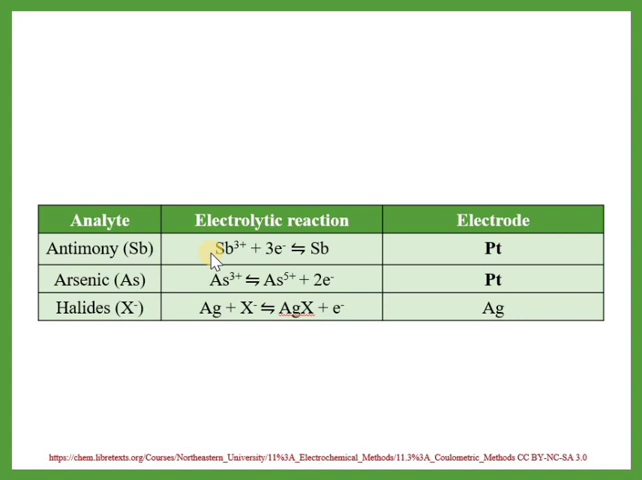 Analyte Electrolytic reaction Electrode
Antimony (Sb) Sb³⁺ + 3e⁻ ⇋ Sb Pt
Arsenic (As) As³⁺ ⇋ As⁵⁺ + 2e⁻ Pt
Halides (X⁻) Ag + X⁻ ⇋ AgX + e⁻ Ag
https://chem.libretexts.org/Courses/Northeastern_University/11%3A_Electrochemical_Methods/11.3%3A_Coulometric_Methods CC BY-NC-SA 3.0